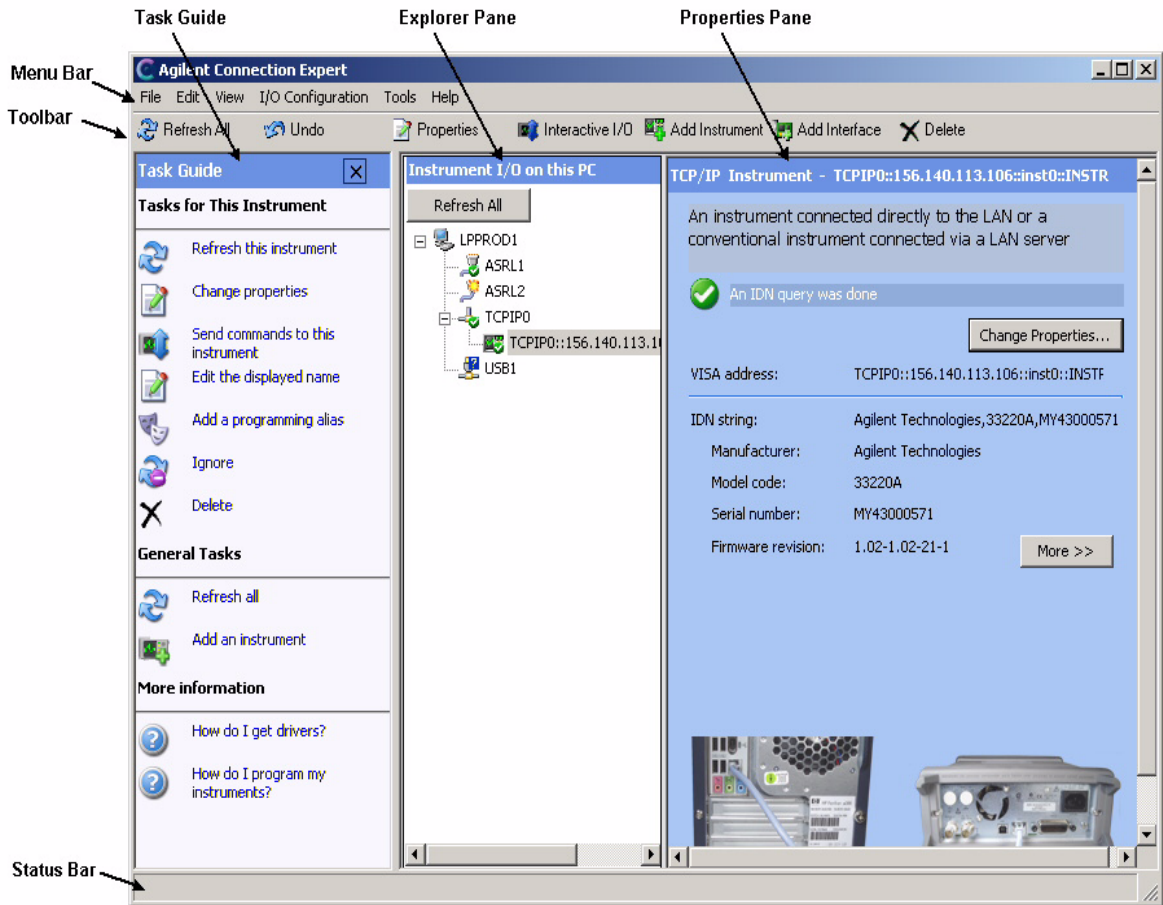 Task Guide
Explorer Pane
Properties Pane
Menu Bar
Toolbar
Agilent Connection Expert
File Edit View I/O Configuration Tools Help
Refresh All Undo Properties Interactive I/O Add Instrument Add Interface Delete
Task Guide
Tasks for This Instrument
Refresh this instrument
Change properties
Send commands to this
instrument
Edit the displayed name
Add a programming alias
Ignore
Delete
General Tasks
Refresh all
Add an instrument
More information
How do I get drivers?
How do I program my
instruments?
Instrument I/O on this PC
Refresh All
LPPROD1
ASRL1
ASRL2
TCPIP0
TCPIP0::156.140.113.1
USB1
TCP/IP Instrument - TCPIP0::156.140.113.106::inst0::INSTR
An instrument connected directly to the LAN or a
conventional instrument connected via a LAN server
An IDN query was done
Change Properties...
VISA address: TCPIP0::156.140.113.106::inst0::INSTR
IDN string: Agilent Technologies,33220A,MY43000571
Manufacturer: Agilent Technologies
Model code: 33220A
Serial number: MY43000571
Firmware revision: 1.02-1.02-21-1
More >>
Status Bar